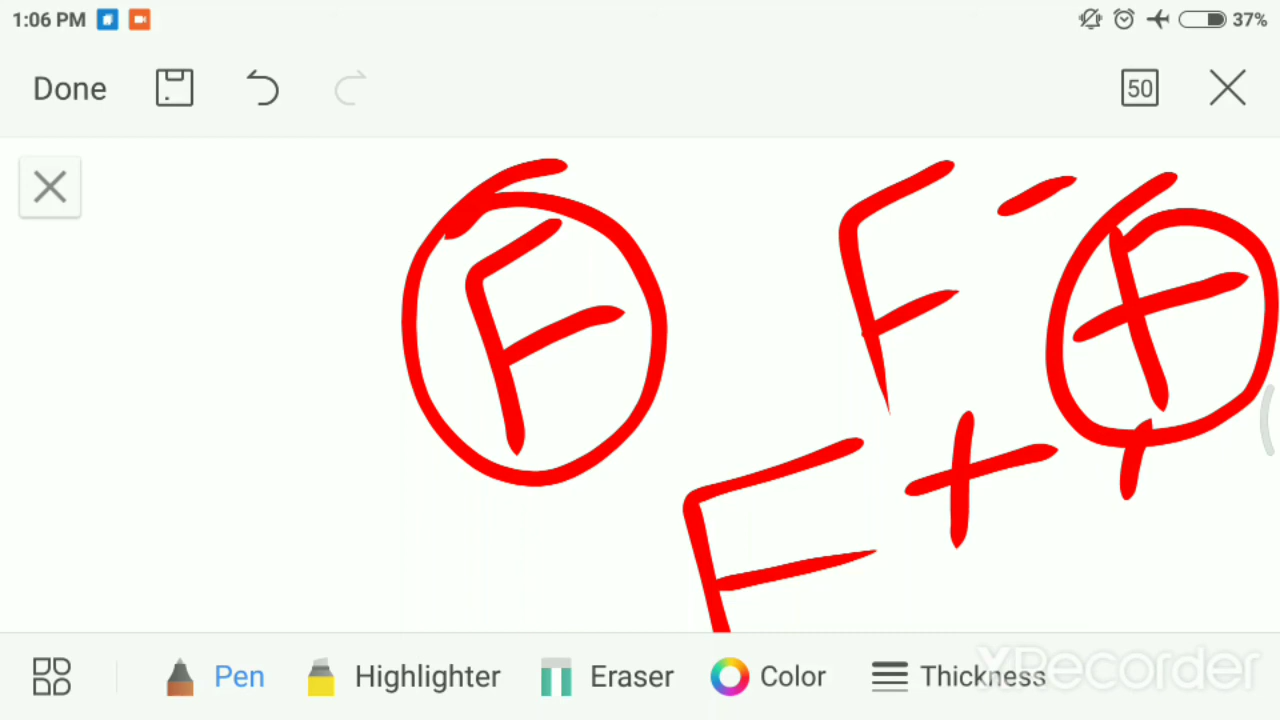 1:06 PM 37%
Done 50
F F - +
F +
Pen Highlighter Eraser Color Thickness
XRecorder